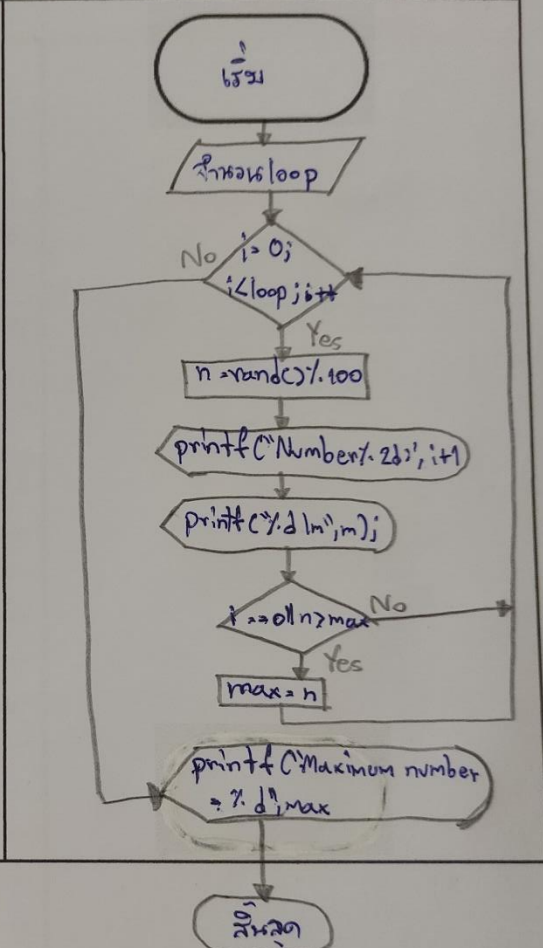 เริ่ม
จำนวนloop
No
i= 0;
i<loop;i++
Yes
n=rand()%100
printf("Number%2d:",i+1
printf("%d\n",n);
i==0||n>max
No
Yes
max=n
printf("Maximum number
= %d",max
สิ้นสุด